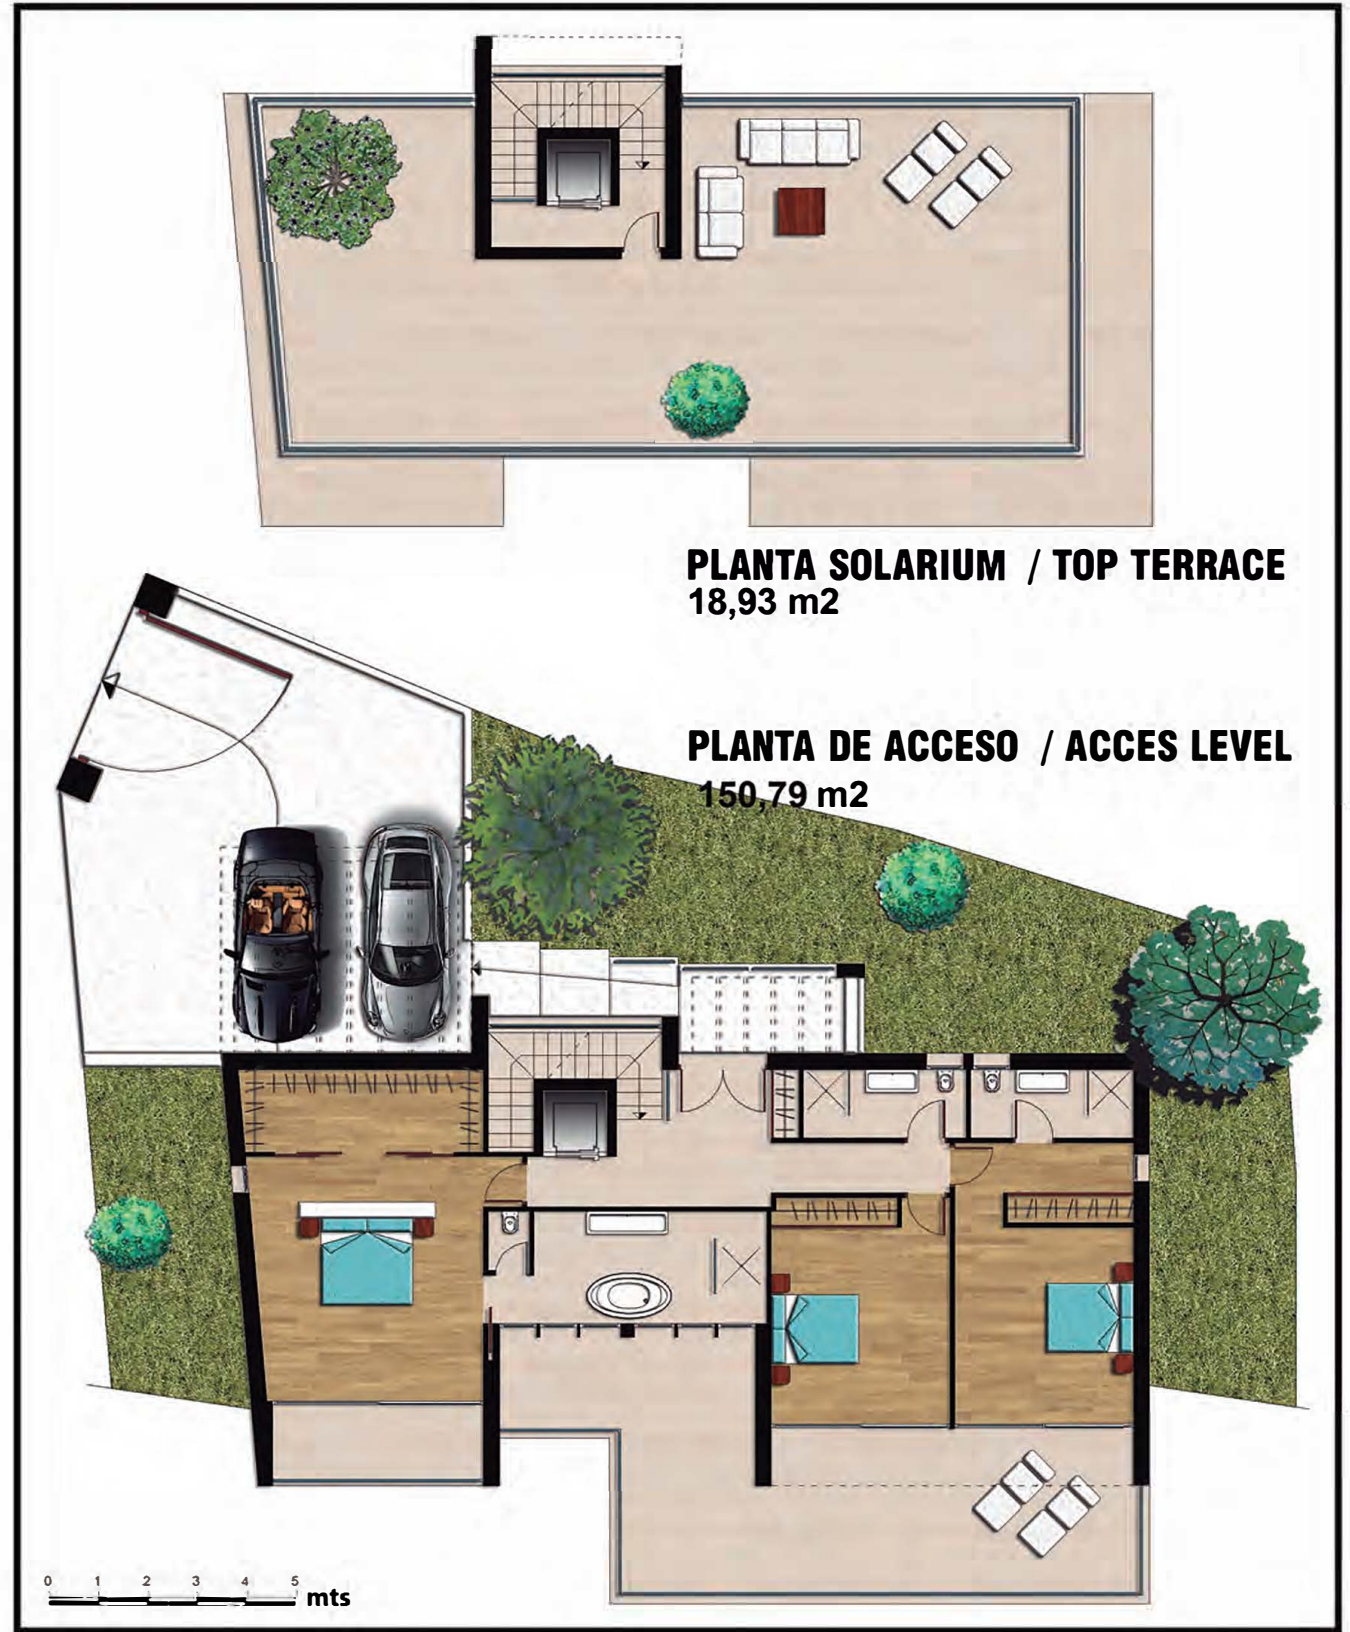 PLANTA SOLARIUM / TOP TERRACE
18,93 m2
PLANTA DE ACCESO / ACCES LEVEL
150,79 m2
0 1 2 3 4 5 mts